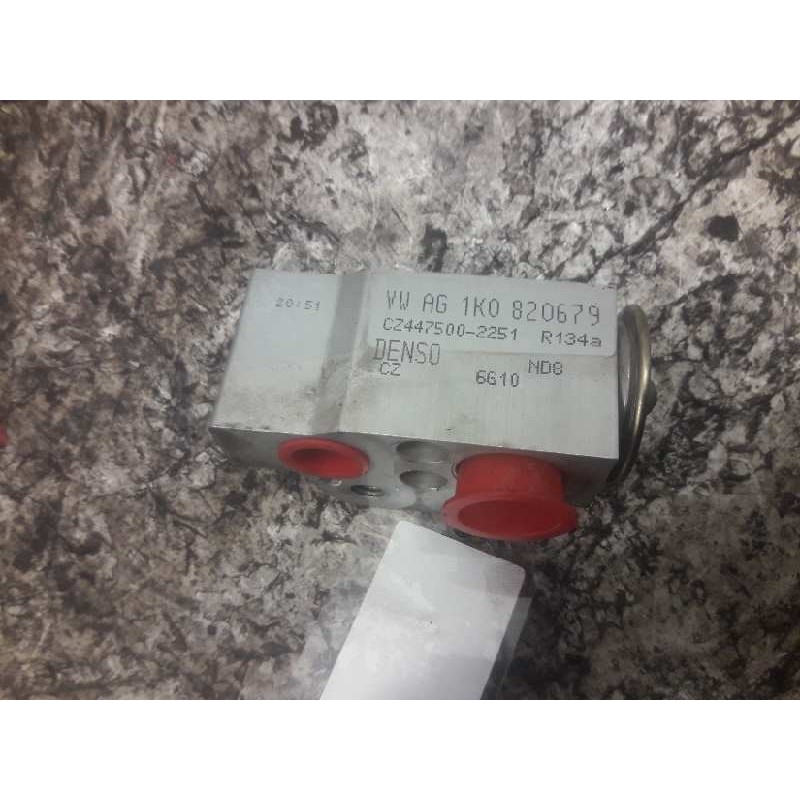 20:51
VW AG 1K0 820679
CZ447500-2251 R134a
DENSO
ND8
CZ
6G10